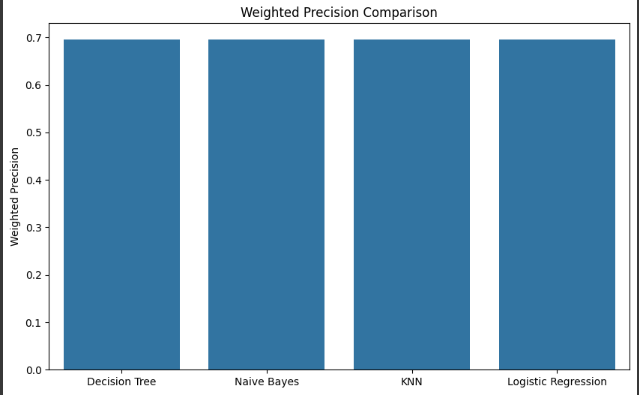 Weighted Precision Comparison
Weighted Precision
0.7
0.6
0.5
0.4
0.3
0.2
0.1
0.0
Decision Tree
Naive Bayes
KNN
Logistic Regression